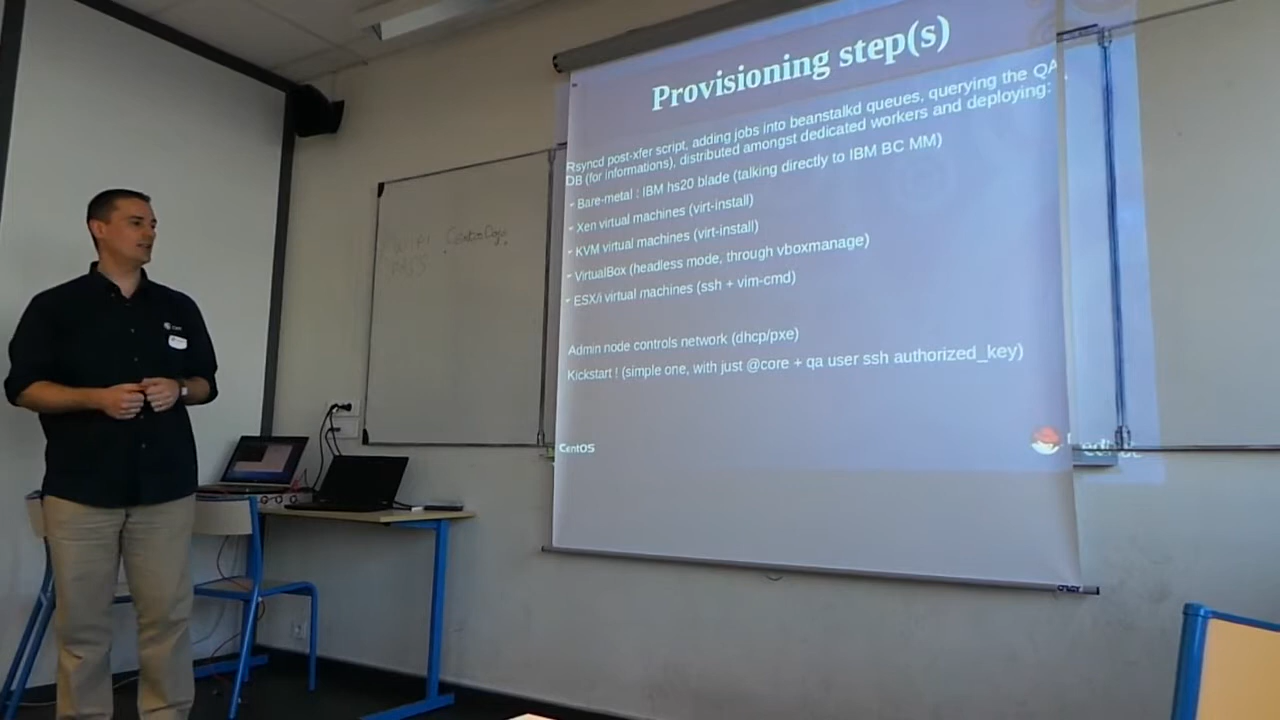 Provisioning step(s)
Rsyncd post-xfer script, adding jobs into beanstalkd queues, querying the QA
DB (for informations), distributed amongst dedicated workers and deploying:
- Bare-metal : IBM hs20 blade (talking directly to IBM BC MM)
- Xen virtual machines (virt-install)
- KVM virtual machines (virt-install)
- VirtualBox (headless mode, through vboxmanage)
- ESX/i virtual machines (ssh + vim-cmd)
Admin node controls network (dhcp/pxe)
Kickstart ! (simple one, with just @core + qa user ssh authorized_key)
CentOS